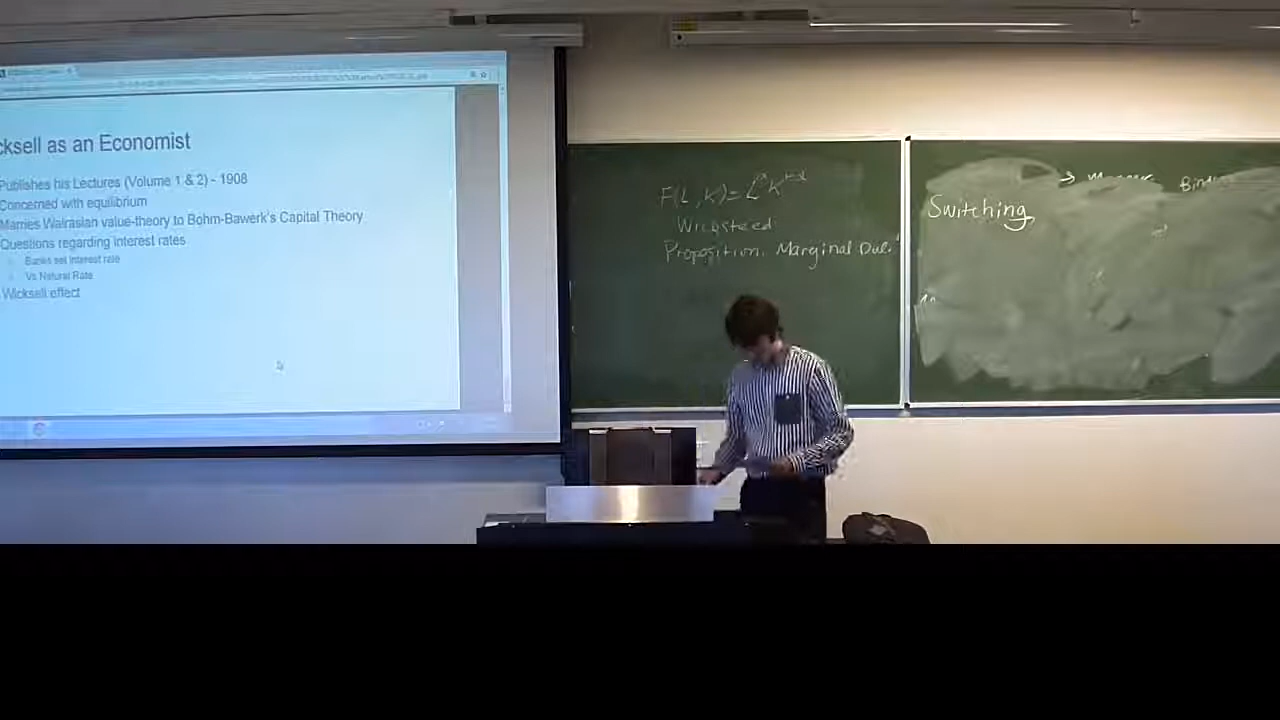 cksell as an Economist
Publishes his Lectures (Volume 1 & 2) - 1908
Concerned with equilibrium
Marries Walrasian value-theory to Bohm-Bawerk's Capital Theory
Questions regarding interest rates
Banks set interest rate
Vs Natural Rate
Wicksell effect
F(L, K) =
Wicksteed
Proposition. Marginal
Switching